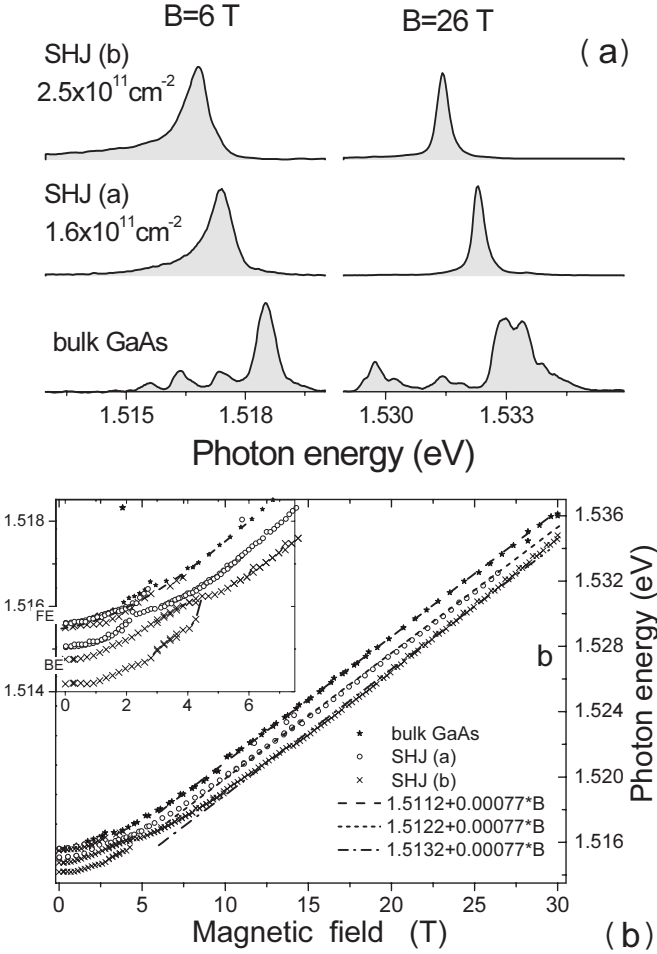 B=6 T
B=26 T
(a)
SHJ (b)
2.5x10¹¹cm⁻²
SHJ (a)
1.6x10¹¹cm⁻²
bulk GaAs
1.515
1.518
1.530
1.533
Photon energy (eV)
1.518
1.516
FE
BE
1.514
0
2
4
6
b
bulk GaAs
SHJ (a)
SHJ (b)
1.5112+0.00077*B
1.5122+0.00077*B
1.5132+0.00077*B
1.536
1.534
1.528
1.524
1.520
1.516
Photon energy (eV)
0
5
10
15
20
25
30
Magnetic field (T)
(b)